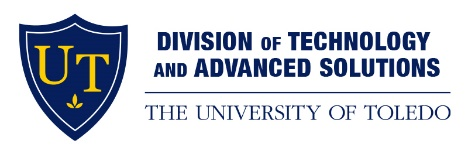 UT
DIVISION OF TECHNOLOGY
AND ADVANCED SOLUTIONS
THE UNIVERSITY OF TOLEDO